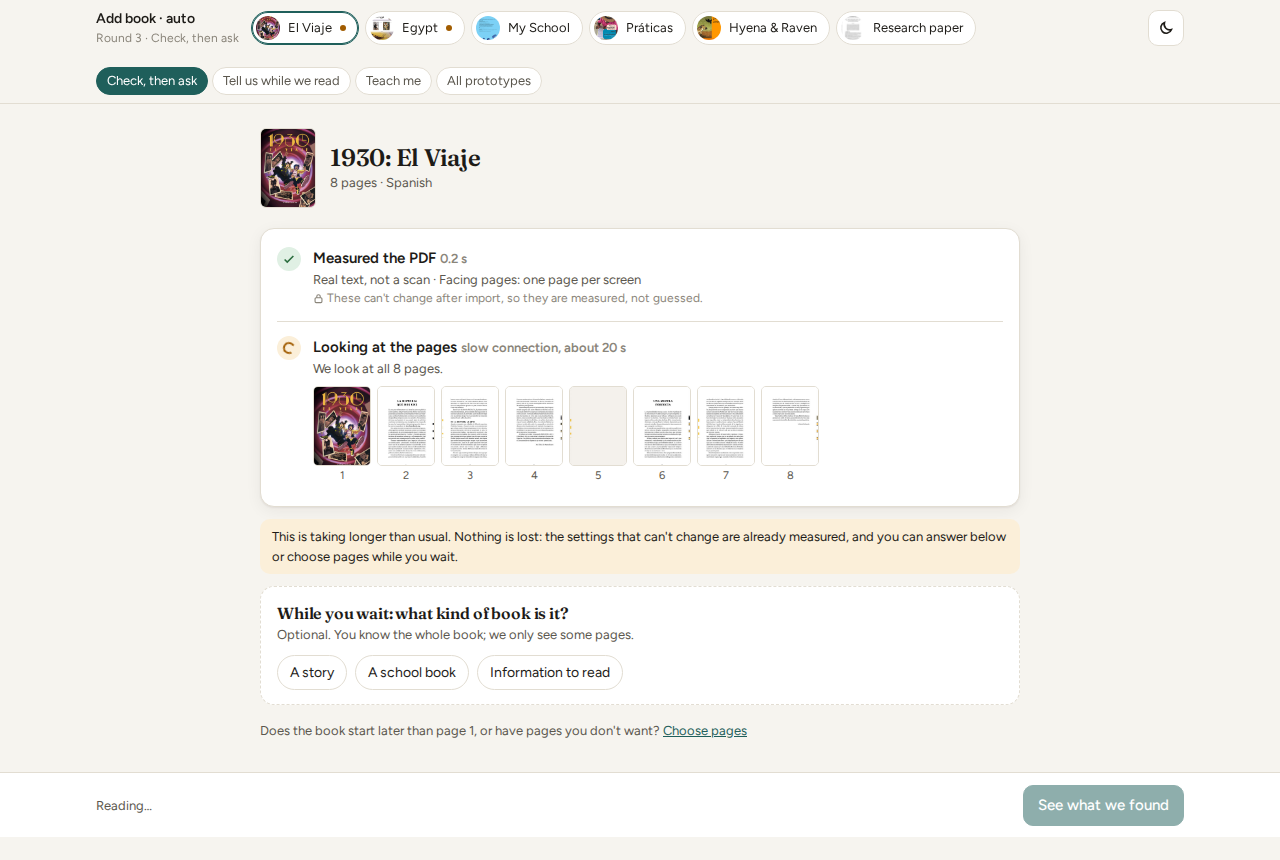 Add book · auto
Round 3 · Check, then ask
El Viaje
Egypt
My School
Práticas
Hyena & Raven
Research paper
Check, then ask
Tell us while we read
Teach me
All prototypes
1930
EL VIAJE
1930: El Viaje
8 pages · Spanish
Measured the PDF 0.2 s
Real text, not a scan · Facing pages: one page per screen
These can't change after import, so they are measured, not guessed.
Looking at the pages slow connection, about 20 s
We look at all 8 pages.
1930
1
2
3
4
5
6
7
8
This is taking longer than usual. Nothing is lost: the settings that can't change are already measured, and you can answer below
or choose pages while you wait.
While you wait: what kind of book is it?
Optional. You know the whole book; we only see some pages.
A story
A school book
Information to read
Does the book start later than page 1, or have pages you don't want? Choose pages
Reading…
See what we found